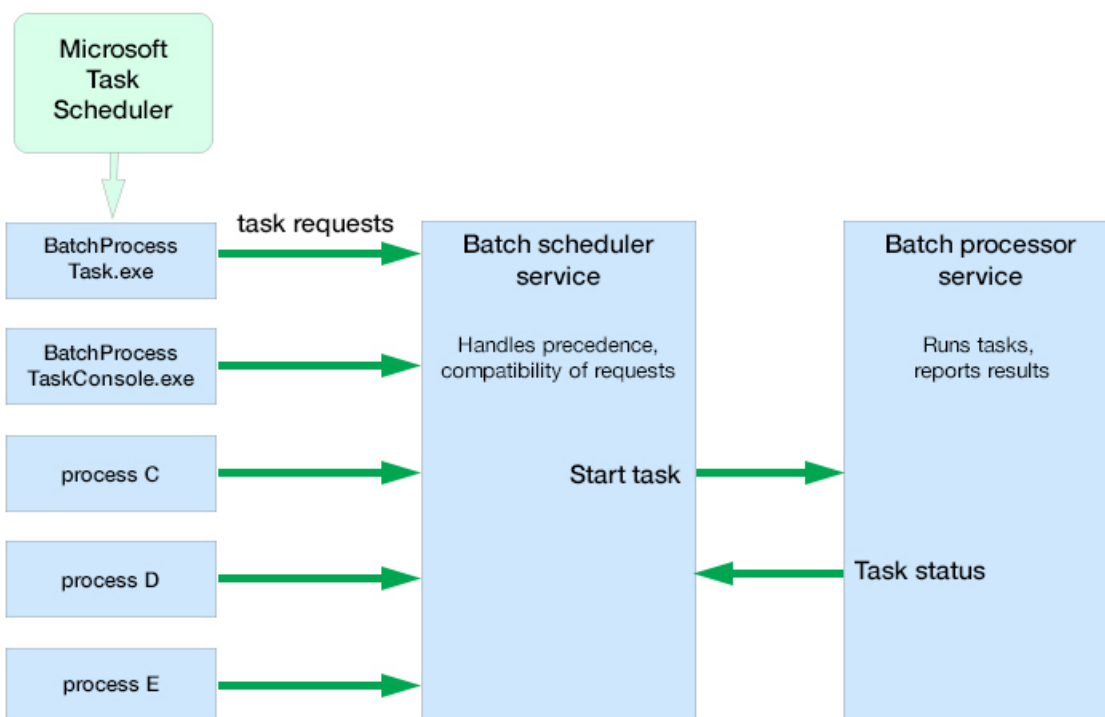 Microsoft
Task
Scheduler
BatchProcess
Task.exe
task requests
Batch scheduler
service
Batch processor
service
BatchProcess
TaskConsole.exe
Handles precedence,
compatibility of requests
Runs tasks,
reports results
process C
Start task
process D
Task status
process E